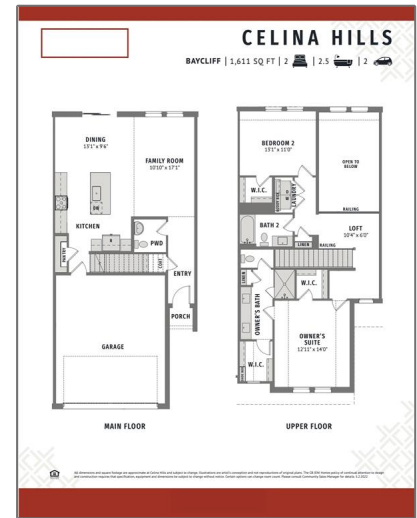 CELINA HILLS
BAYCLIFF | 1,611 SQ FT | 2 | 2.5 | 2
DINING
13'1" x 9'6"
FAMILY ROOM
10'10" x 17'1"
KITCHEN
PANTRY
PWD
COAT
ENTRY
PORCH
GARAGE
MAIN FLOOR
BEDROOM 2
13'1" x 11'0"
OPEN TO
BELOW
W.I.C.
LAUNDRY
RAILING
BATH 2
LINEN
LOFT
10'4" x 6'0"
RAILING
LINEN
W.I.C.
OWNER'S BATH
OWNER'S
SUITE
12'11" x 14'0"
W.I.C.
UPPER FLOOR